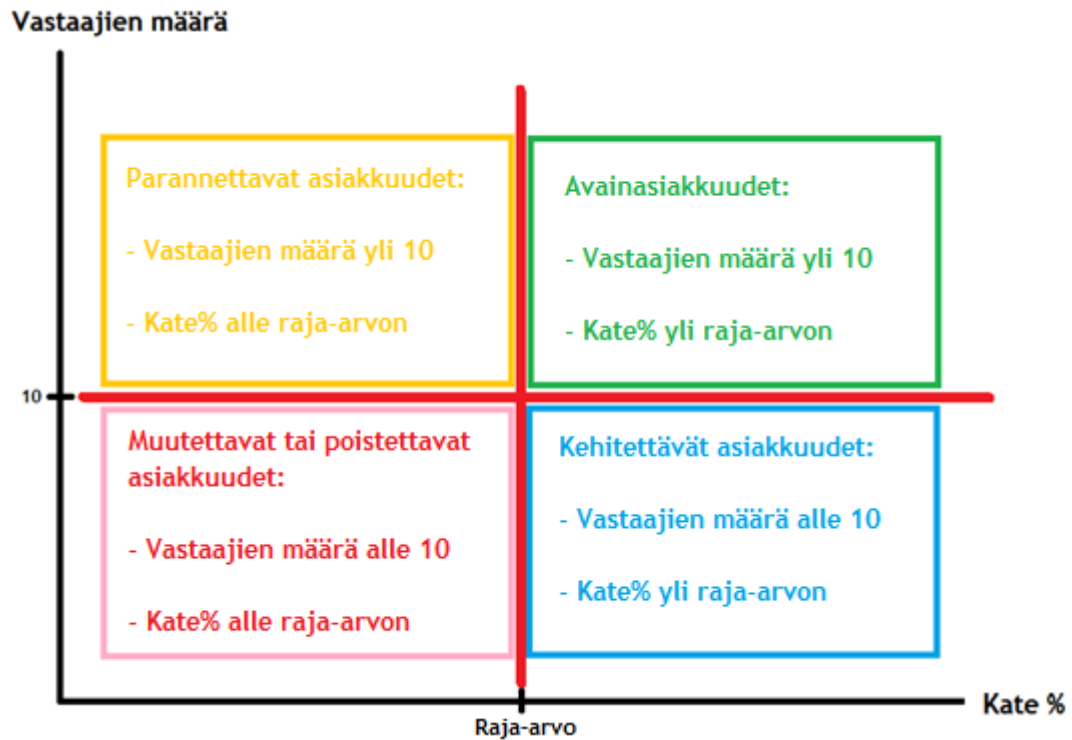 Vastaajien määrä
Parannettavat asiakkuudet:
- Vastaajien määrä yli 10
- Kate% alle raja-arvon
Avainasiakkuudet:
- Vastaajien määrä yli 10
- Kate% yli raja-arvon
10
Muutettavat tai poistettavat
asiakkuudet:
- Vastaajien määrä alle 10
- Kate% alle raja-arvon
Kehitettävät asiakkuudet:
- Vastaajien määrä alle 10
- Kate% yli raja-arvon
Kate %
Raja-arvo